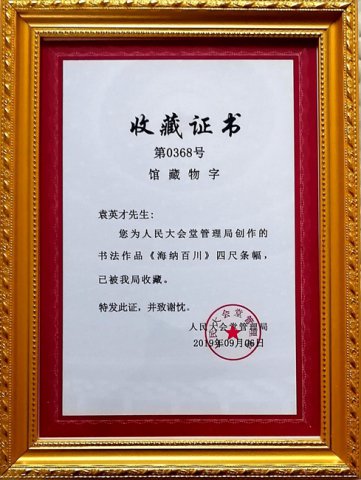 收藏证书
第0368号
馆藏物字
袁英才先生:
您为人民大会堂管理局创作的
书法作品《海纳百川》四尺条幅,
已被我局收藏。
特发此证,并致谢忱。
人民大会堂管理局
2019年09月06日